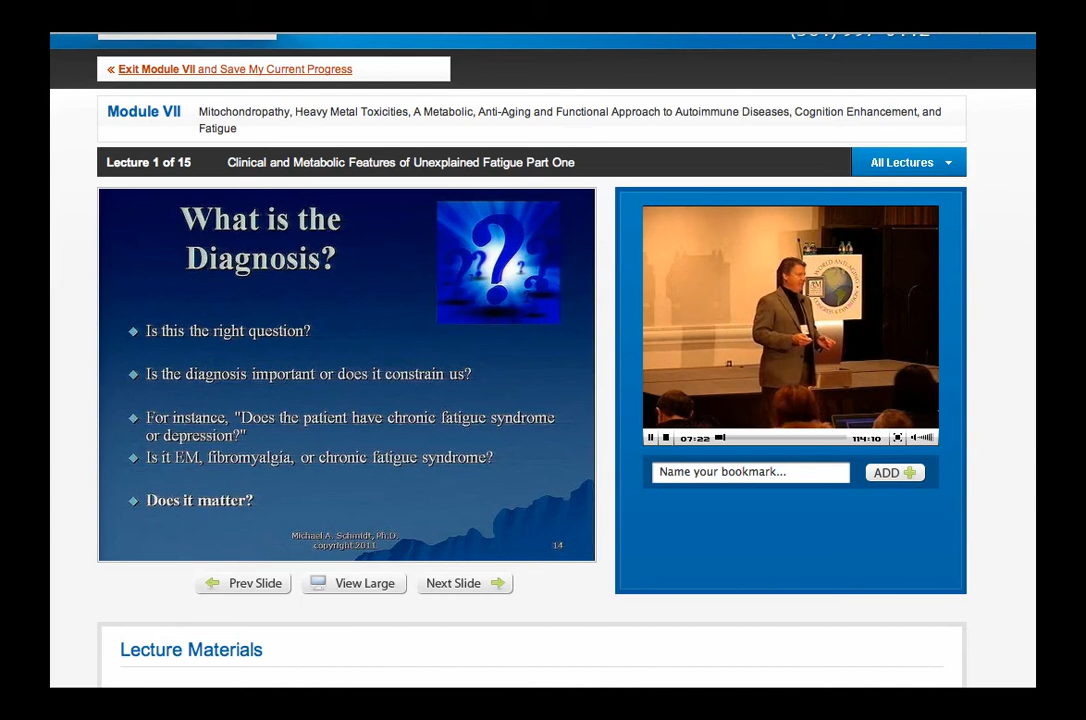 « Exit Module VII and Save My Current Progress
Module VII
Mitochondropathy, Heavy Metal Toxicities, A Metabolic, Anti-Aging and Functional Approach to Autoimmune Diseases, Cognition Enhancement, and
Fatigue
Lecture 1 of 15 Clinical and Metabolic Features of Unexplained Fatigue Part One
All Lectures
What is the
Diagnosis?
Is this the right question?
Is the diagnosis important or does it constrain us?
For instance, "Does the patient have chronic fatigue syndrome
or depression?"
Is it EM, fibromyalgia, or chronic fatigue syndrome?
Does it matter?
Michael A. Schmidt, Ph.D.
copyright 2011
14
Prev Slide
View Large
Next Slide
WORLD ANTI-AGING
07:22
114:10
Name your bookmark...
ADD
Lecture Materials